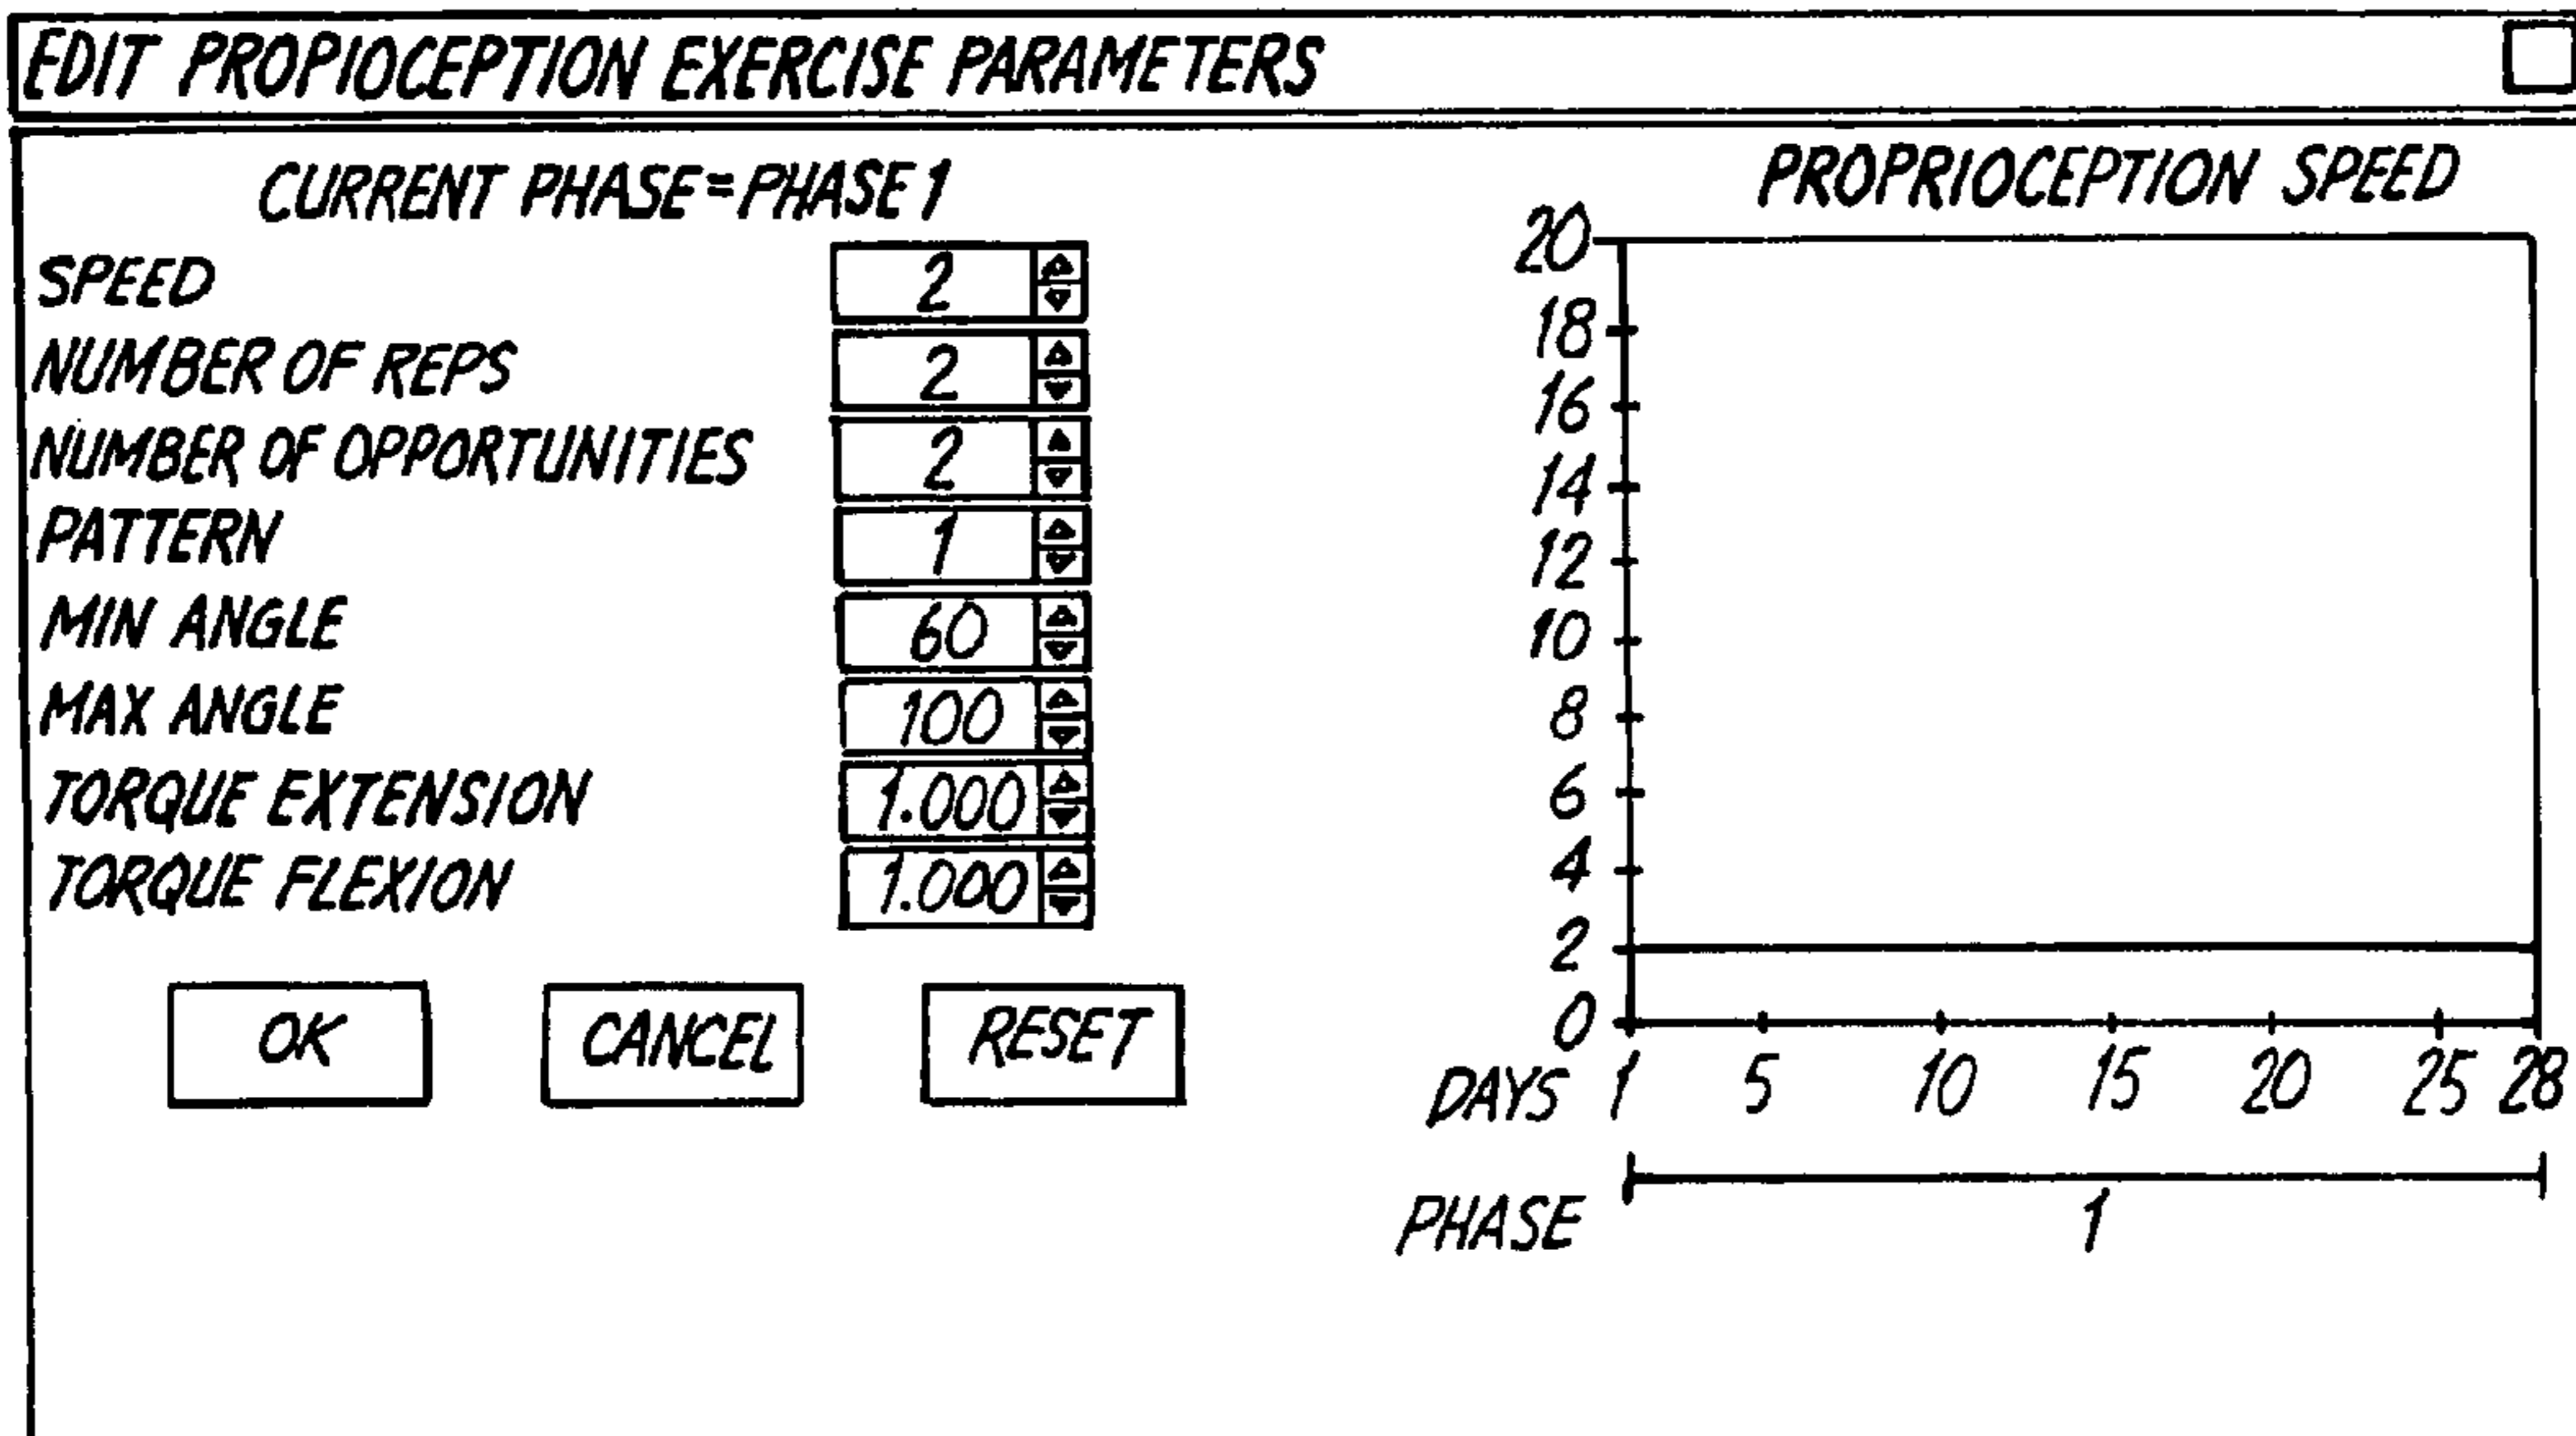 EDIT PROPIOCEPTION EXERCISE PARAMETERS
CURRENT PHASE=PHASE 1
SPEED 2
NUMBER OF REPS 2
NUMBER OF OPPORTUNITIES 2
PATTERN 1
MIN ANGLE 60
MAX ANGLE 100
TORQUE EXTENSION 1.000
TORQUE FLEXION 1.000
OK CANCEL RESET
PROPRIOCEPTION SPEED
20
18
16
14
12
10
8
6
4
2
0
DAYS 1 5 10 15 20 25 28
PHASE 1